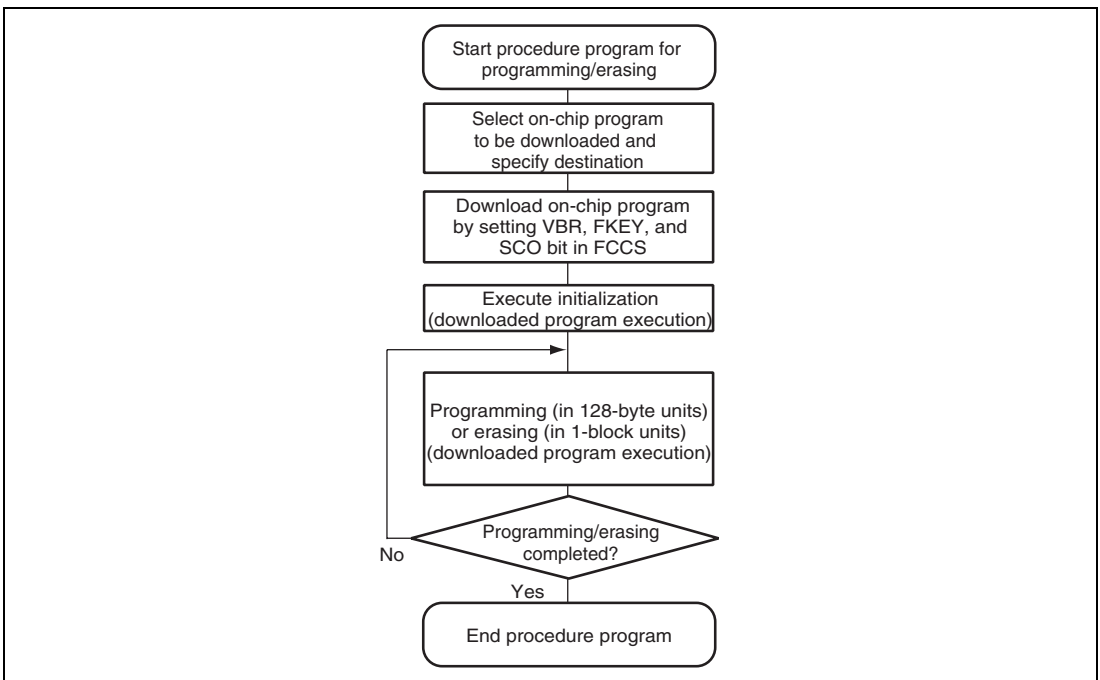 Start procedure program for
programming/erasing
Select on-chip program
to be downloaded and
specify destination
Download on-chip program
by setting VBR, FKEY, and
SCO bit in FCCS
Execute initialization
(downloaded program execution)
Programming (in 128-byte units)
or erasing (in 1-block units)
(downloaded program execution)
Programming/erasing
completed?
No
Yes
End procedure program